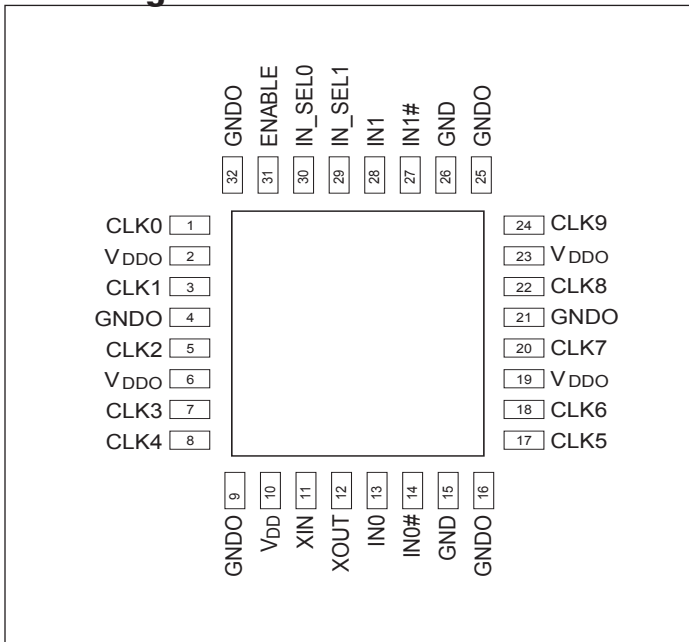 g
GNDO ENABLE IN_SEL0 IN_SEL1 IN1 IN1# GND GNDO
32 31 30 29 28 27 26 25
CLK0 1 24 CLK9
VDDO 2 23 VDDO
CLK1 3 22 CLK8
GNDO 4 21 GNDO
CLK2 5 20 CLK7
VDDO 6 19 VDDO
CLK3 7 18 CLK6
CLK4 8 17 CLK5
9 10 11 12 13 14 15 16
GNDO VDD XIN XOUT IN0 IN0# GND GNDO